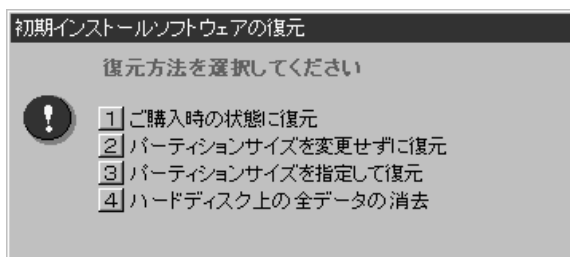 初期インストールソフトウェアの復元
復元方法を選択してください
!
1 ご購入時の状態に復元
2 パーティションサイズを変更せずに復元
3 パーティションサイズを指定して復元
4 ハードディスク上の全データの消去